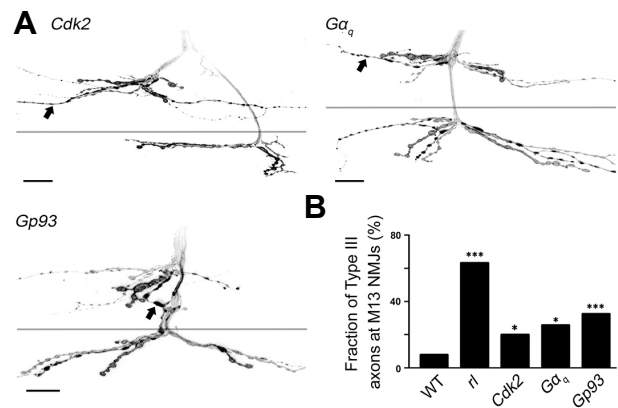 A
Cdk2
Gαq
Gp93
B
Fraction of Type III
axons at M13 NMJs (%)
80
40
0
***
*
*
***
WT
rl
Cdk2
Gαq
Gp93